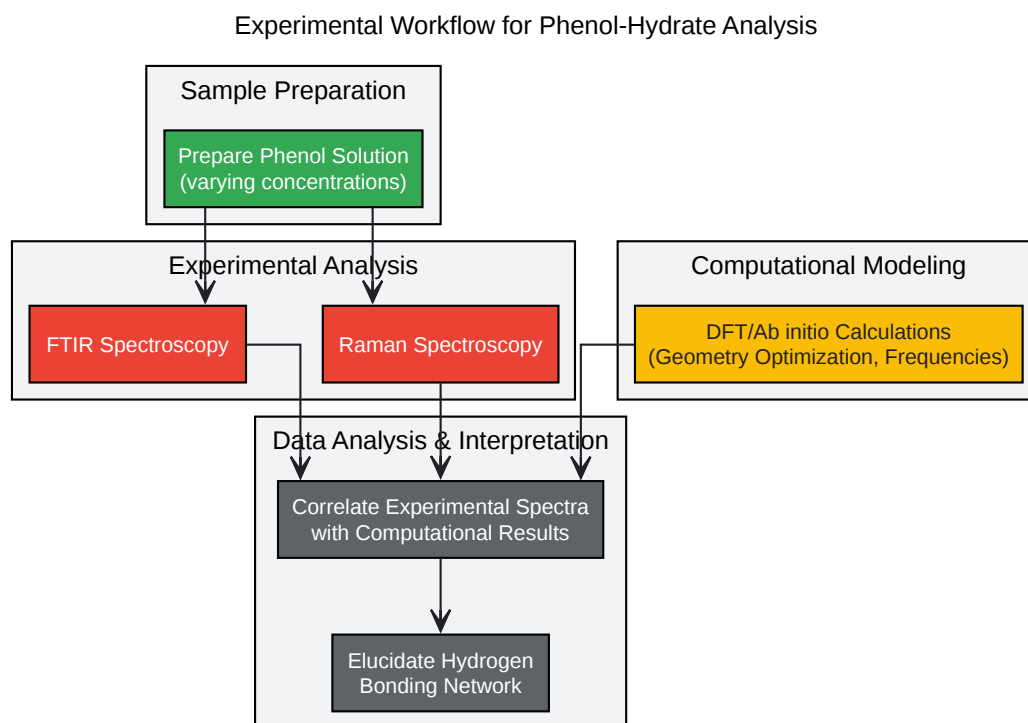 Experimental Workflow for Phenol-Hydrate Analysis
Sample Preparation
Prepare Phenol Solution
(varying concentrations)
Experimental Analysis
Computational Modeling
FTIR Spectroscopy
Raman Spectroscopy
DFT/Ab initio Calculations
(Geometry Optimization, Frequencies)
Data Analysis & Interpretation
Correlate Experimental Spectra
with Computational Results
Elucidate Hydrogen
Bonding Network